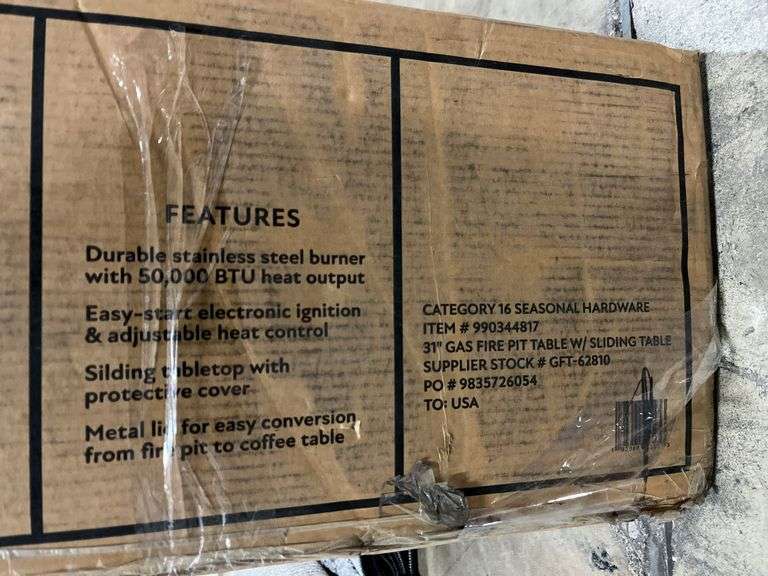 FEATURES
Durable stainless steel burner
with 50,000 BTU heat output
Easy-start electronic ignition
& adjustable heat control
Silding tabletop with
protective cover
Metal lid for easy conversion
from fire pit to coffee table
CATEGORY 16 SEASONAL HARDWARE
ITEM # 990344817
31" GAS FIRE PIT TABLE W/ SLIDING TABLE
SUPPLIER STOCK # GFT-62810
PO # 9835726054
TO: USA